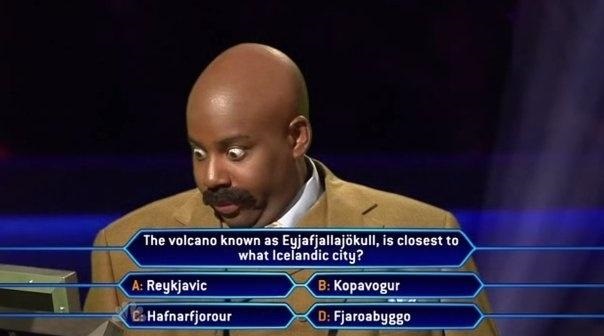 The volcano known as Eyjafjallajökull, is closest to
what Icelandic city?
A: Reykjavic
B: Kopavogur
C: Hafnarfjorour
D: Fjaroabyggo